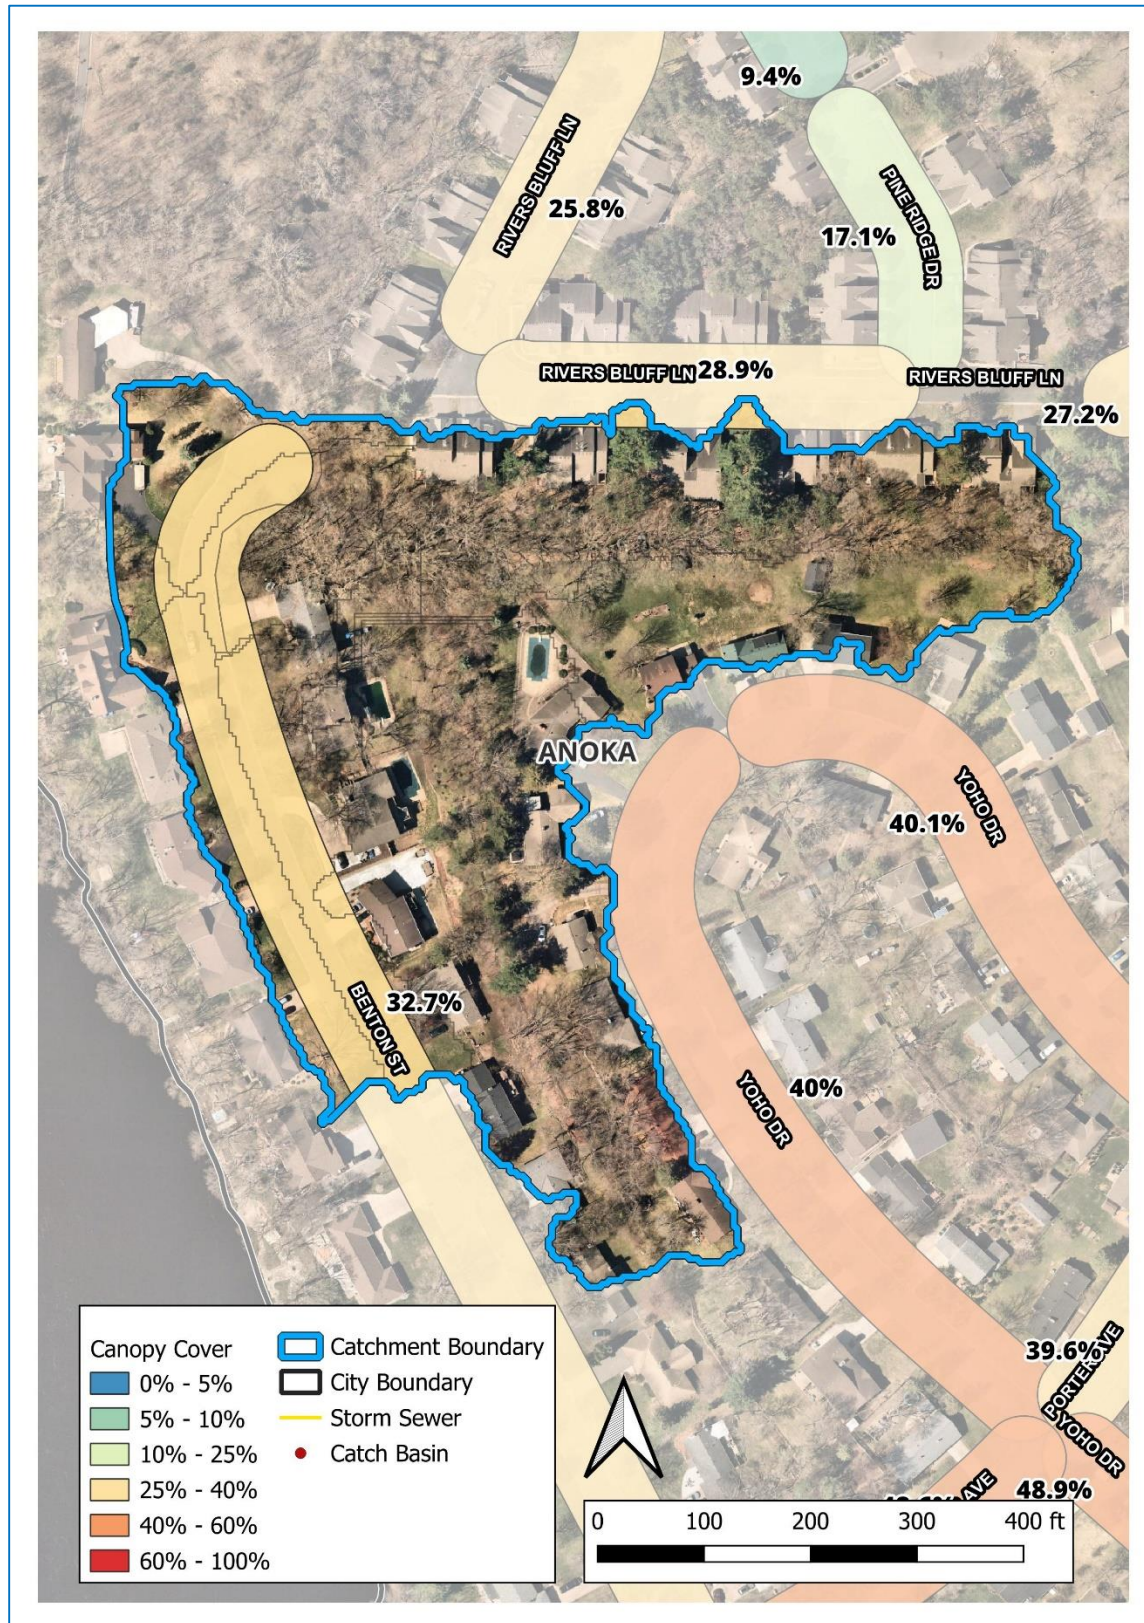 9.4%
RIVERS BLUFF LN
25.8%
PINE RIDGE DR
17.1%
RIVERS BLUFF LN 28.9%
RIVERS BLUFF LN
27.2%
ANOKA
YOHO DR
40.1%
BENTON ST
32.7%
YOHO DR
40%
39.6%
PORTER AVE
YOHO DR
48.9%
AVE
Canopy Cover
0% - 5%
5% - 10%
10% - 25%
25% - 40%
40% - 60%
60% - 100%
Catchment Boundary
City Boundary
Storm Sewer
Catch Basin
0 100 200 300 400 ft